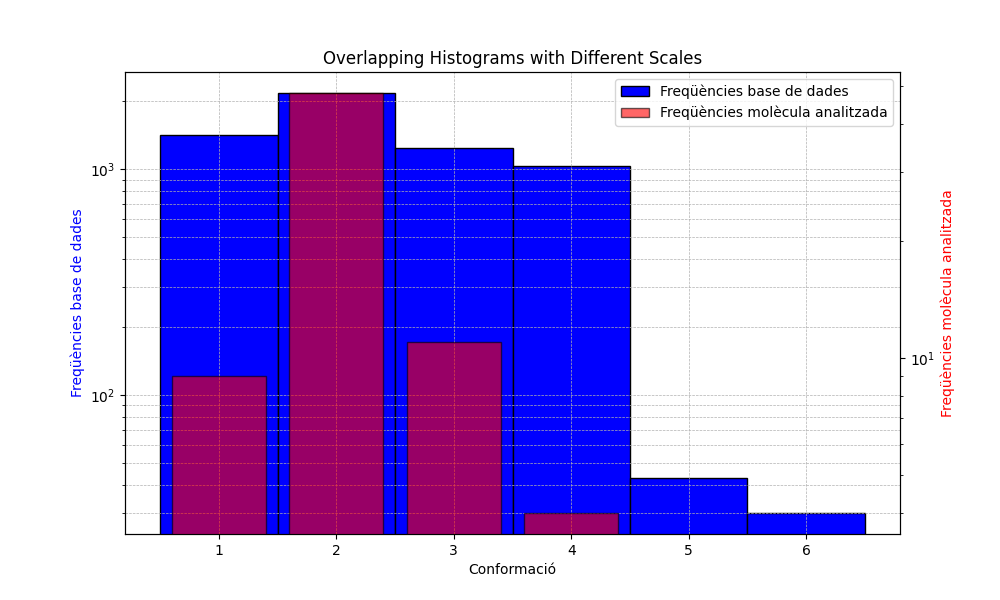 Overlapping Histograms with Different Scales
Freqüències base de dades
Freqüències molècula analitzada
10³
10²
Freqüències base de dades
10¹
Freqüències molècula analitzada
1 2 3 4 5 6
Conformació